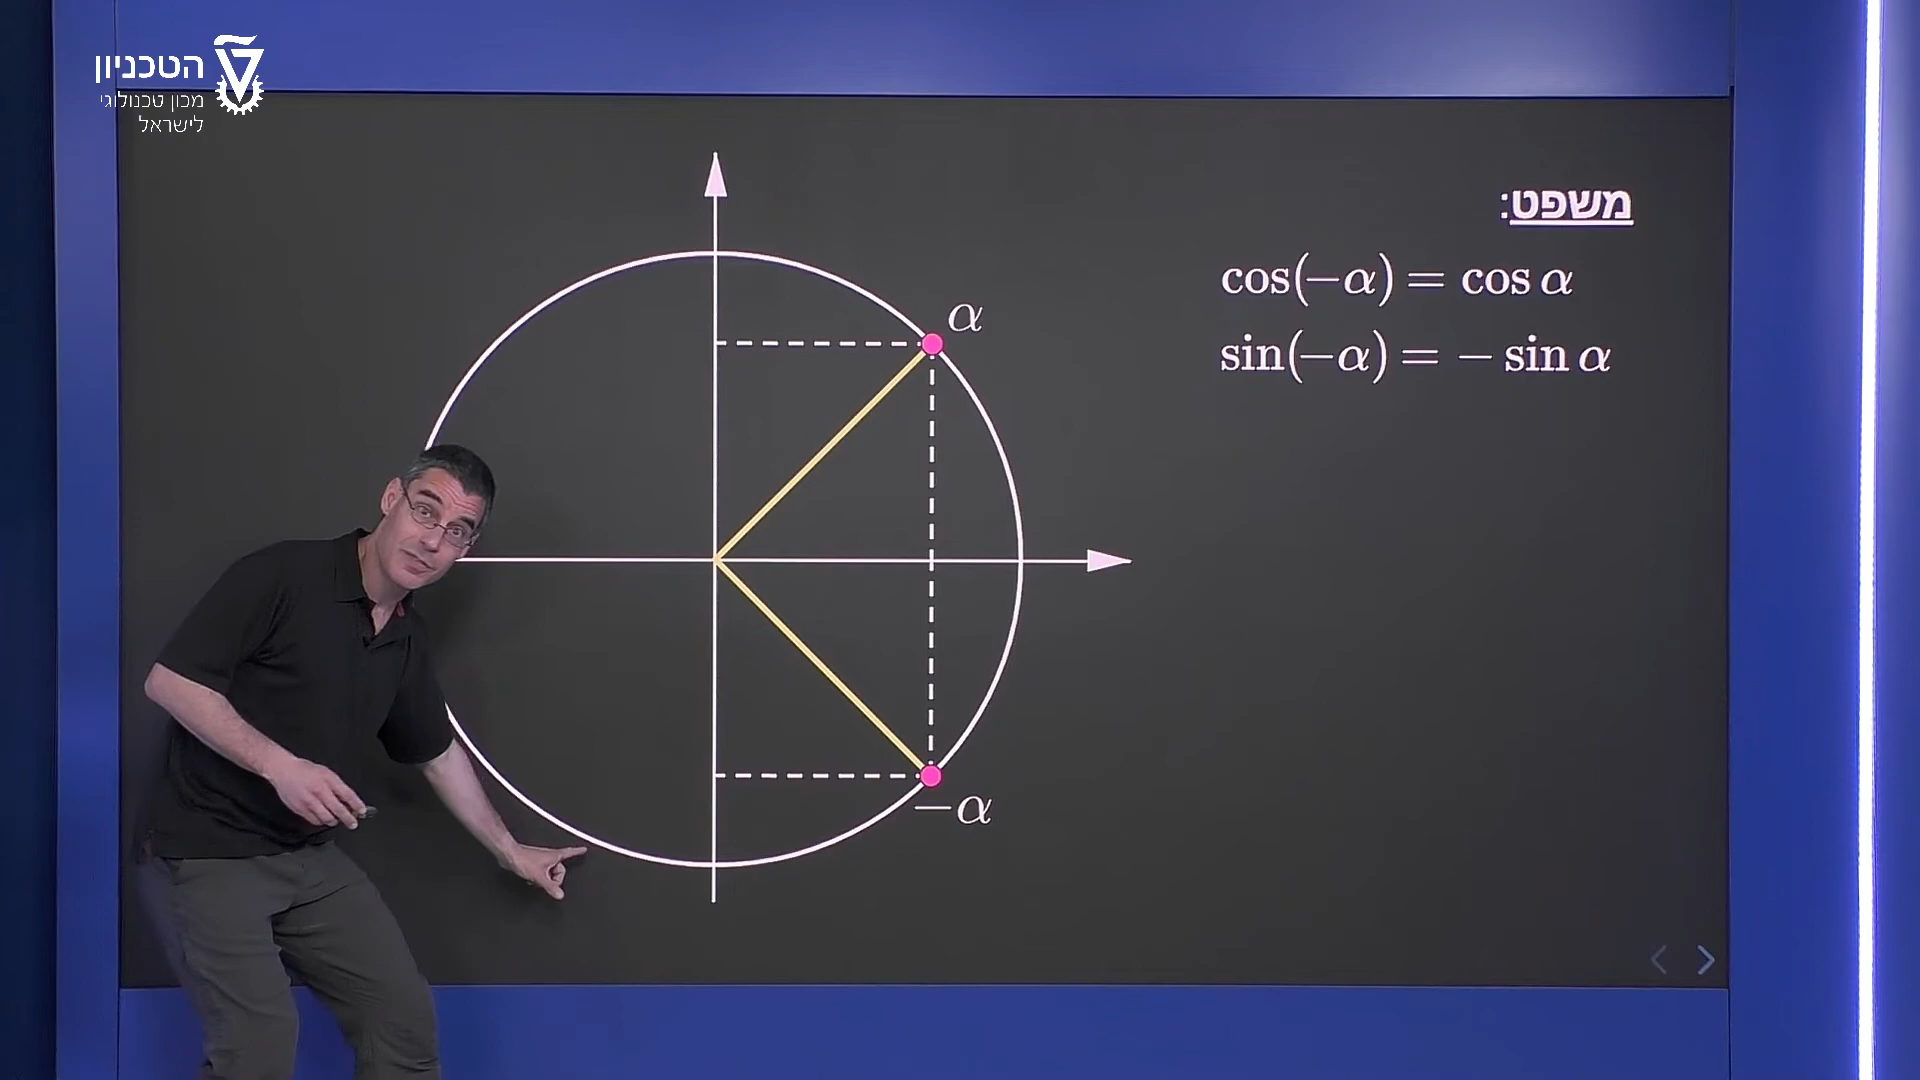 הטכניון
מכון טכנולוגי
לישראל
משפט:
cos(−α) = cos α
sin(−α) = − sin α
α
−α